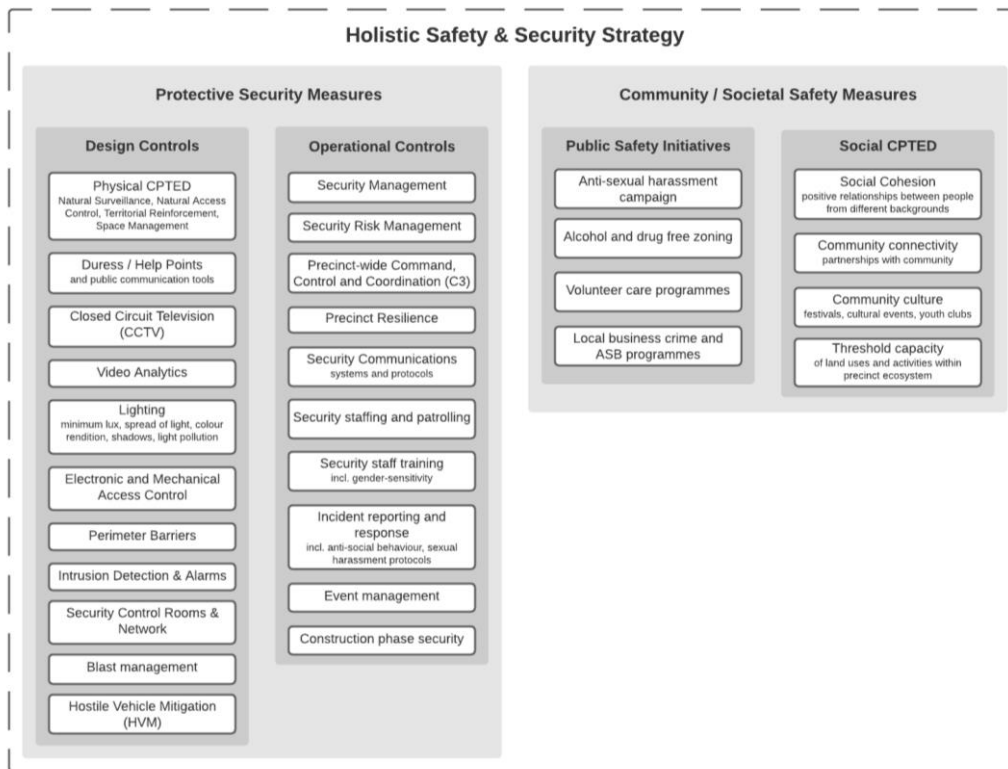 Holistic Safety & Security Strategy
Protective Security Measures
Design Controls
Physical CPTED
Natural Surveillance, Natural Access
Control, Territorial Reinforcement,
Space Management
Duress / Help Points
and public communication tools
Closed Circuit Television
(CCTV)
Video Analytics
Lighting
minimum lux, spread of light, colour
rendition, shadows, light pollution
Electronic and Mechanical
Access Control
Perimeter Barriers
Intrusion Detection & Alarms
Security Control Rooms &
Network
Blast management
Hostile Vehicle Mitigation
(HVM)
Operational Controls
Security Management
Security Risk Management
Precinct-wide Command,
Control and Coordination (C3)
Precinct Resilience
Security Communications
systems and protocols
Security staffing and patrolling
Security staff training
incl. gender-sensitivity
Incident reporting and
response
incl. anti-social behaviour, sexual
harassment protocols
Event management
Construction phase security
Community / Societal Safety Measures
Public Safety Initiatives
Anti-sexual harassment
campaign
Alcohol and drug free zoning
Volunteer care programmes
Local business crime and
ASB programmes
Social CPTED
Social Cohesion
positive relationships between people
from different backgrounds
Community connectivity
partnerships with community
Community culture
festivals, cultural events, youth clubs
Threshold capacity
of land uses and activities within
precinct ecosystem